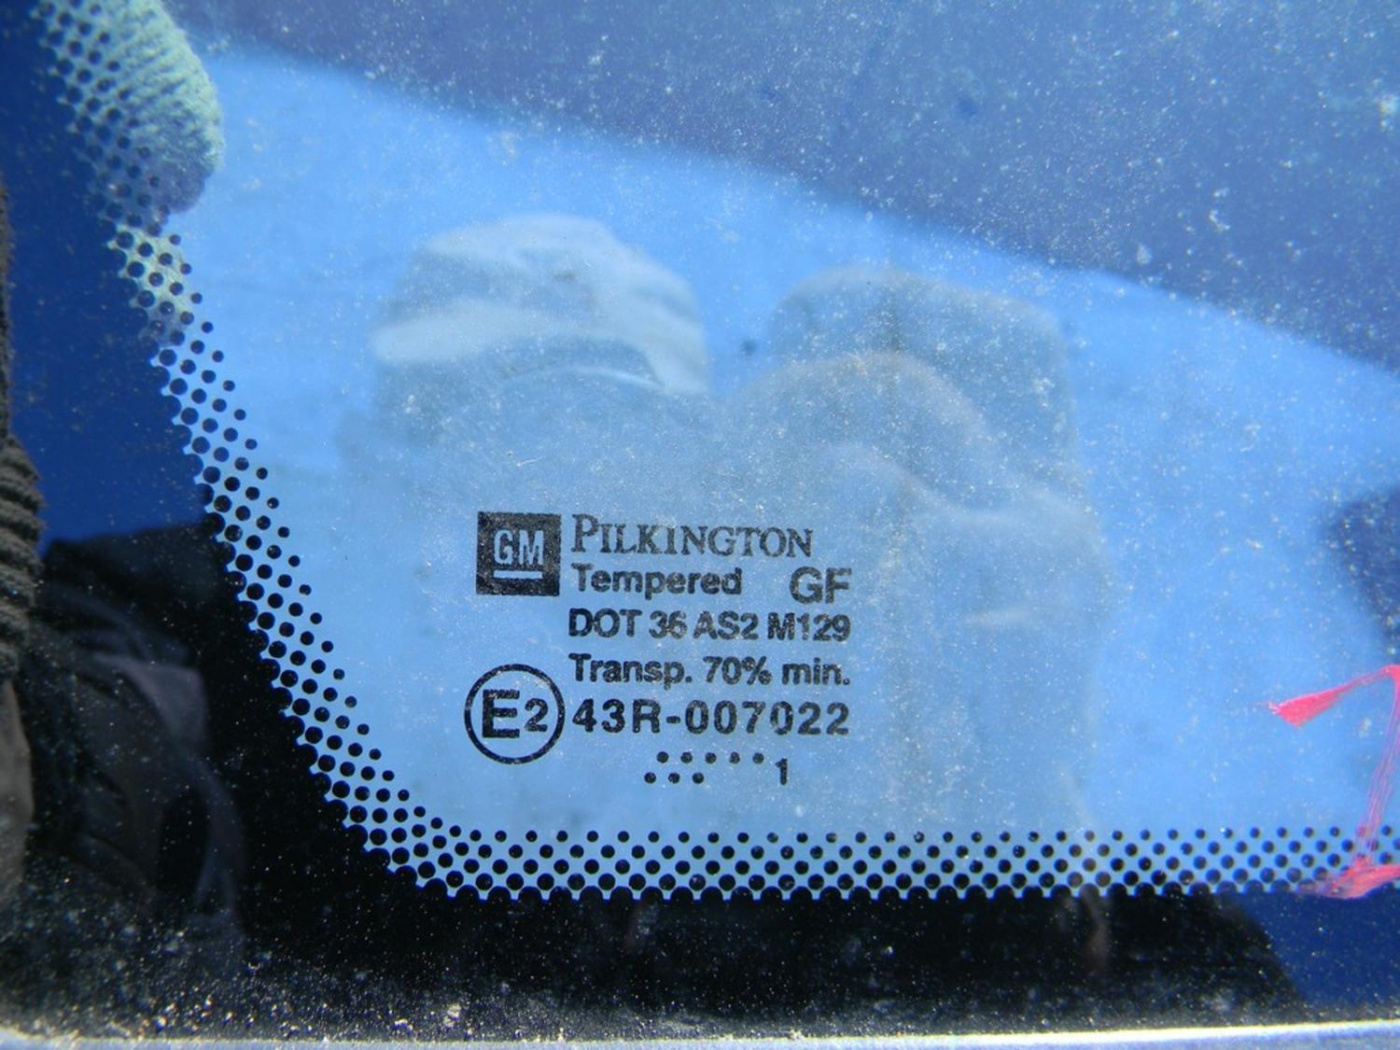 GM PILKINGTON
Tempered GF
DOT 36 AS2 M129
Transp. 70% min.
E2 43R-007022
1